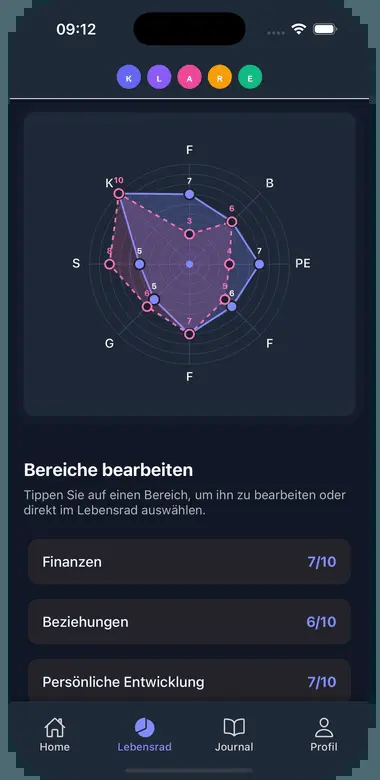 09:12
K L A R E
F
7
K 10
B
6
3
S
8
5
4
7
PE
6
5
5
6
G
7
F
F
Bereiche bearbeiten
Tippen Sie auf einen Bereich, um ihn zu bearbeiten oder
direkt im Lebensrad auswählen.
Finanzen 7/10
Beziehungen 6/10
Persönliche Entwicklung 7/10
Home Lebensrad Journal Profil